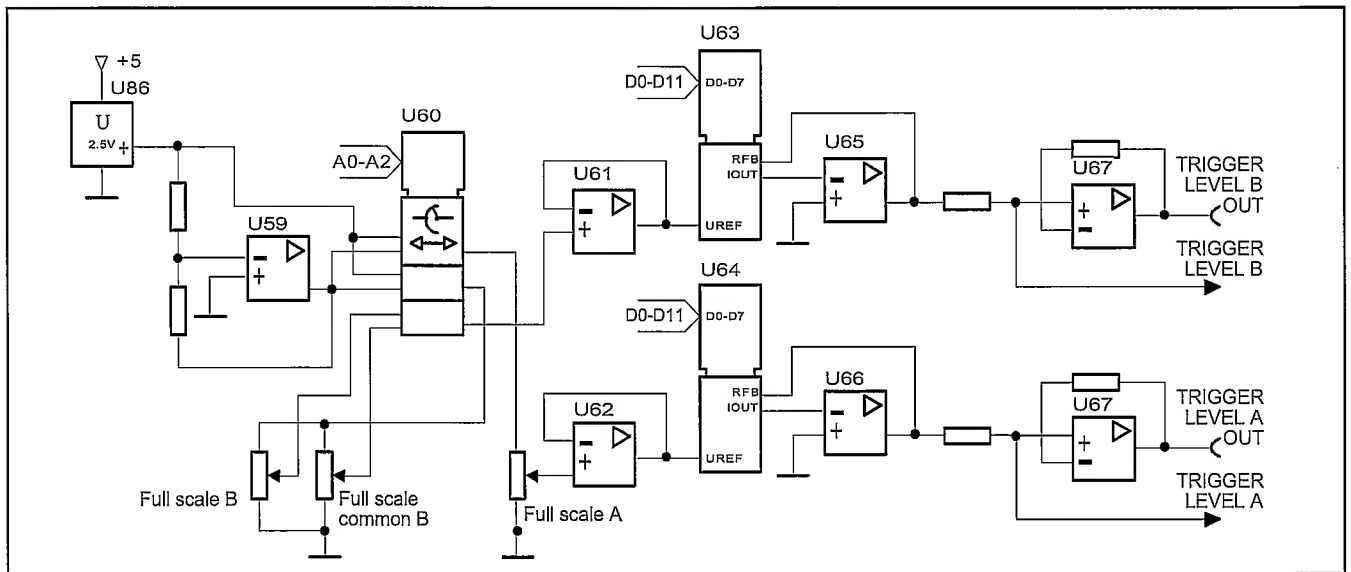 +5
U86
U
2.5V
+
U59
U60
A0-A2
U61
U63
D0-D11
D0-D7
RFB
IOUT
UREF
U65
U67
TRIGGER
LEVEL B
OUT
TRIGGER
LEVEL B
U64
D0-D11
D0-D7
RFB
IOUT
UREF
U62
U66
U67
TRIGGER
LEVEL A
OUT
TRIGGER
LEVEL A
Full scale B
Full scale
common B
Full scale A